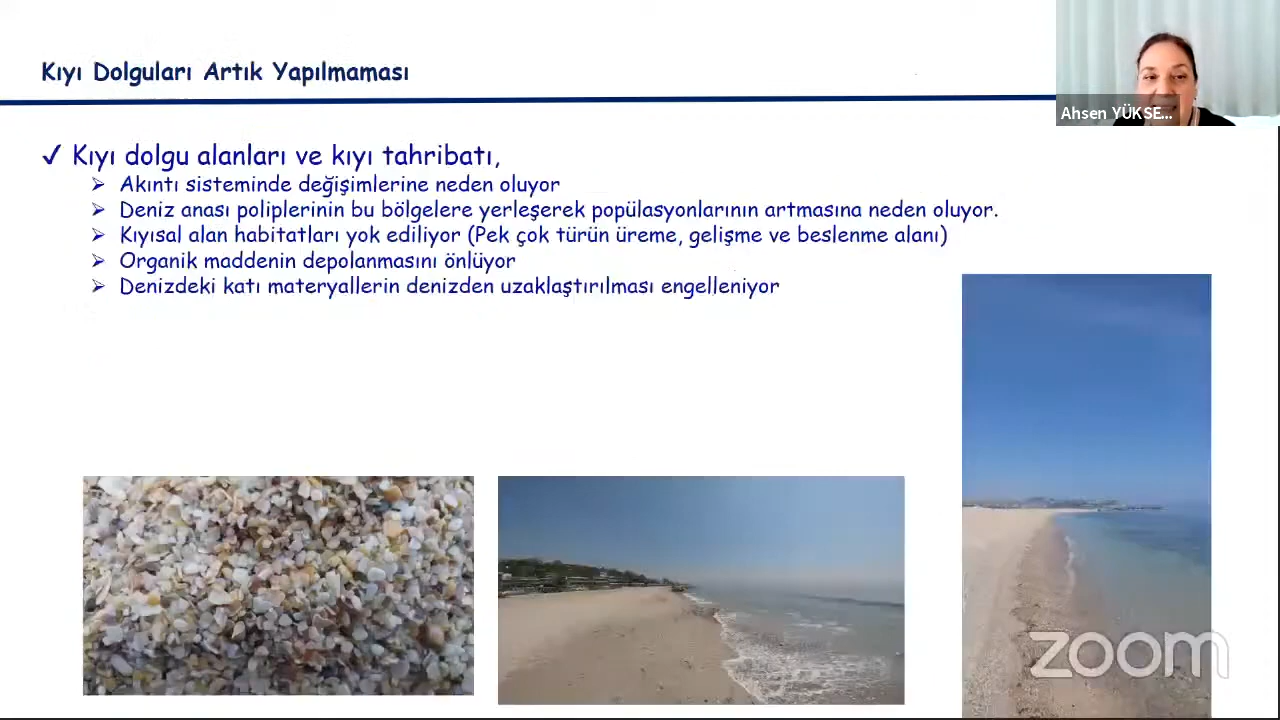 Kıyı Dolguları Artık Yapılmaması
Ahsen YÜKSE...
✓ Kıyı dolgu alanları ve kıyı tahribatı,
➢ Akıntı sisteminde değişimlerine neden oluyor
➢ Deniz anası poliplerinin bu bölgelere yerleşerek popülasyonlarının artmasına neden oluyor.
➢ Kıyısal alan habitatları yok ediliyor (Pek çok türün üreme, gelişme ve beslenme alanı)
➢ Organik maddenin depolanmasını önlüyor
➢ Denizdeki katı materyallerin denizden uzaklaştırılması engelleniyor
zoom